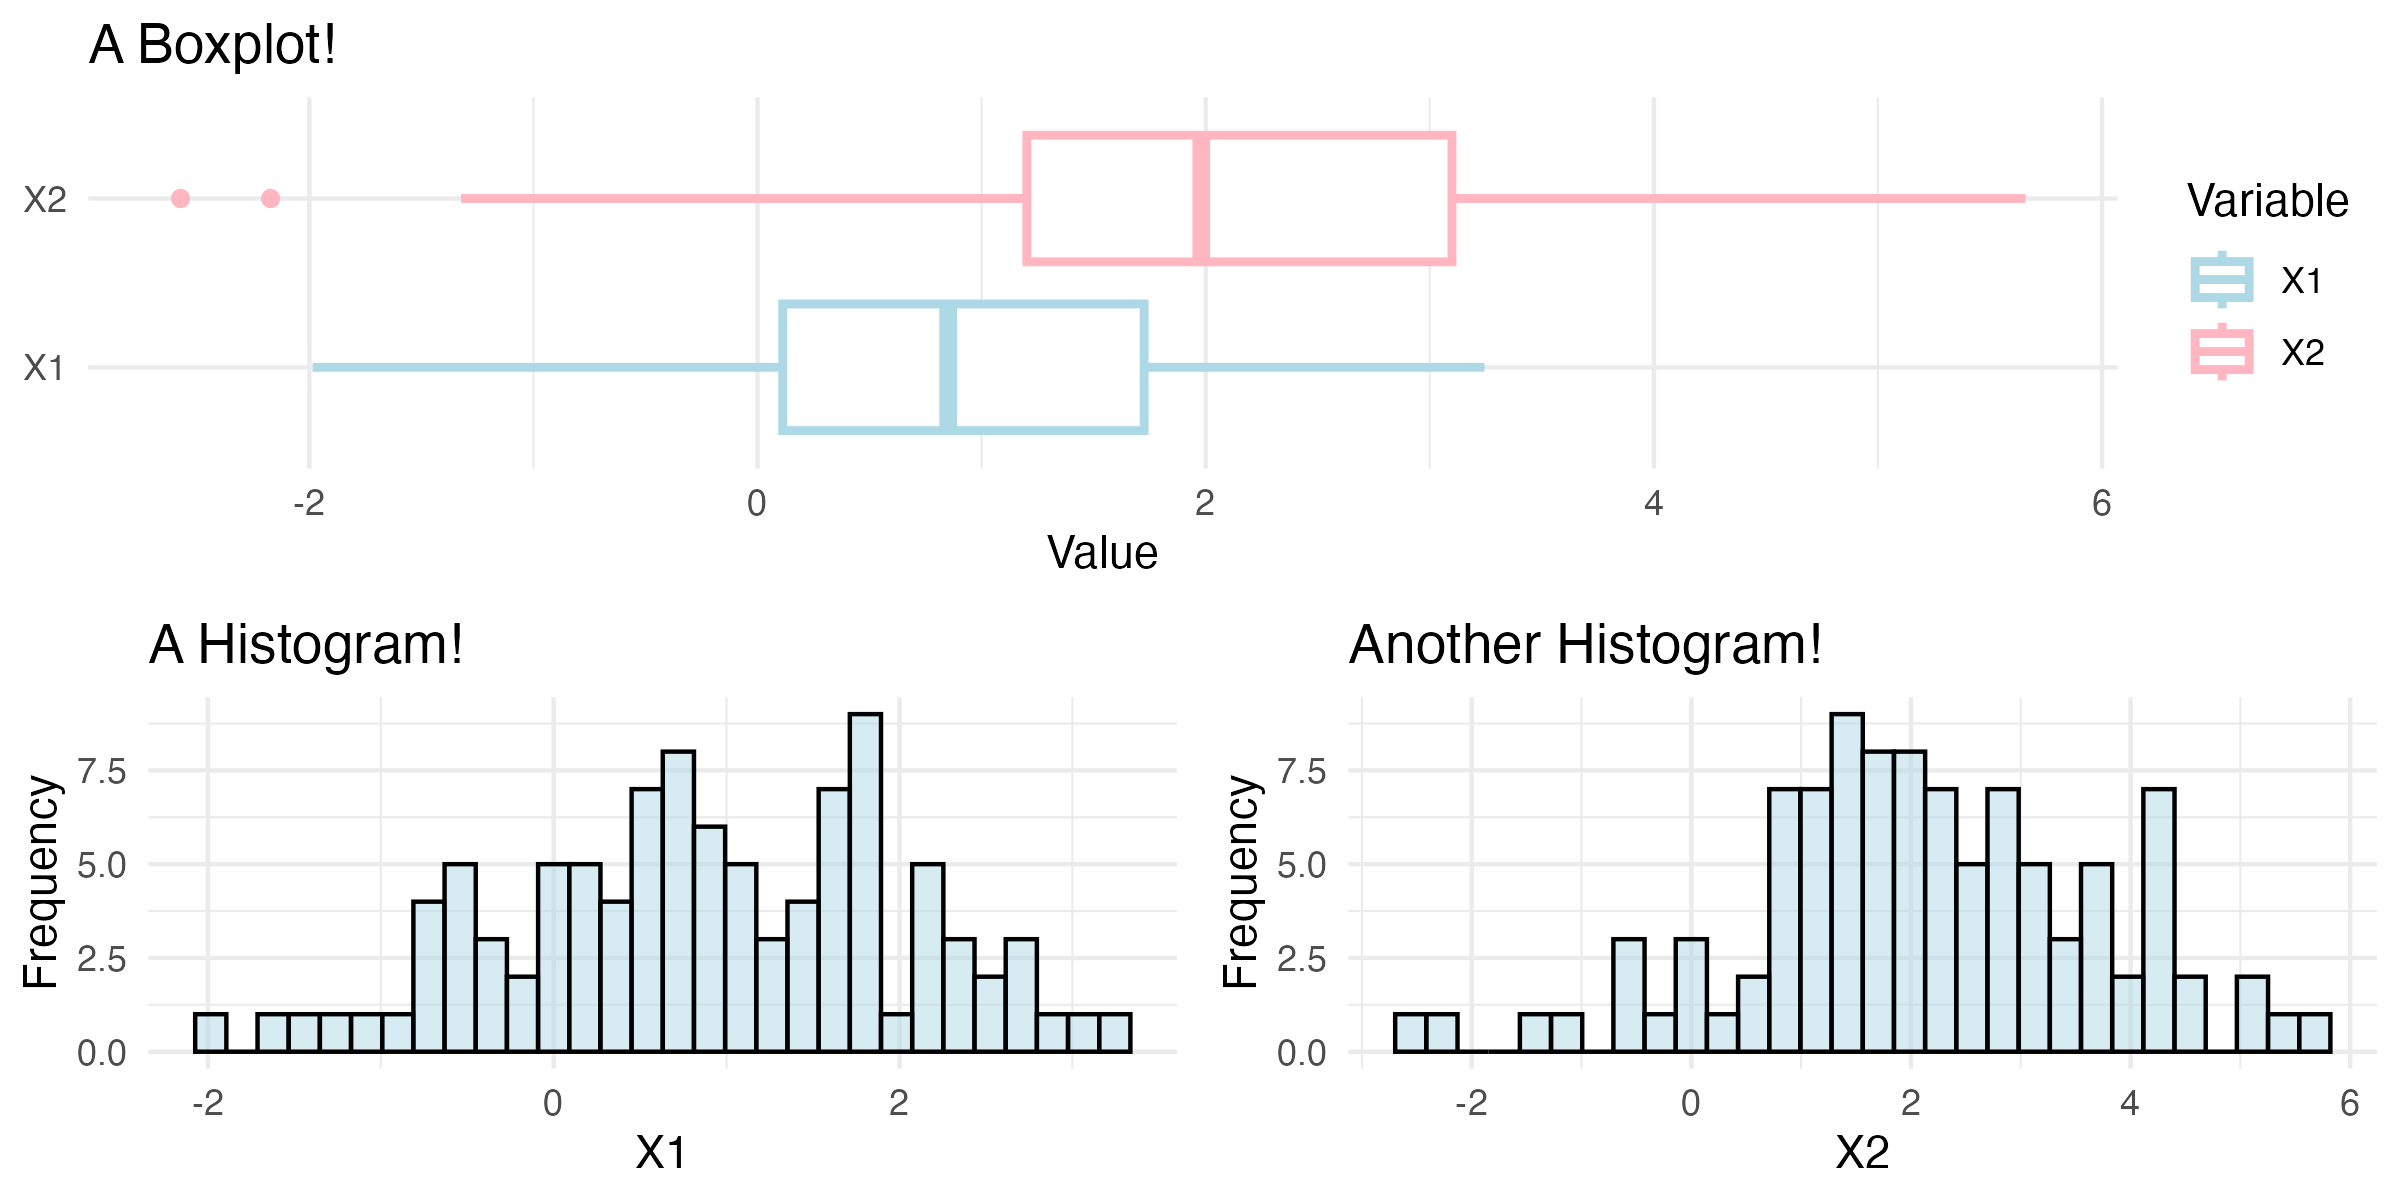 A Boxplot!
X2
X1
-2 0 2 4 6
Value
Variable
X1
X2
A Histogram!
Frequency
7.5
5.0
2.5
0.0
-2 0 2
X1
Another Histogram!
Frequency
7.5
5.0
2.5
0.0
-2 0 2 4 6
X2